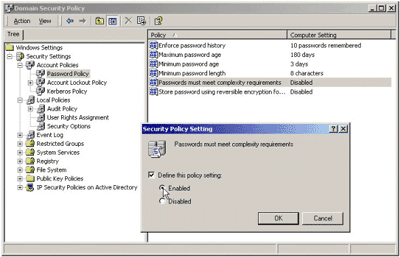 Domain Security Policy
Action View
Tree
Policy Computer Setting
Windows Settings
Security Settings
Account Policies
Password Policy
Account Lockout Policy
Kerberos Policy
Local Policies
Audit Policy
User Rights Assignment
Security Options
Event Log
Restricted Groups
System Services
Registry
File System
Public Key Policies
IP Security Policies on Active Directory
Enforce password history 10 passwords remembered
Maximum password age 180 days
Minimum password age 3 days
Minimum password length 8 characters
Passwords must meet complexity requirements Disabled
Store password using reversible encryption fo... Disabled
Security Policy Setting
Passwords must meet complexity requirements
Define this policy setting:
Enabled
Disabled
OK Cancel